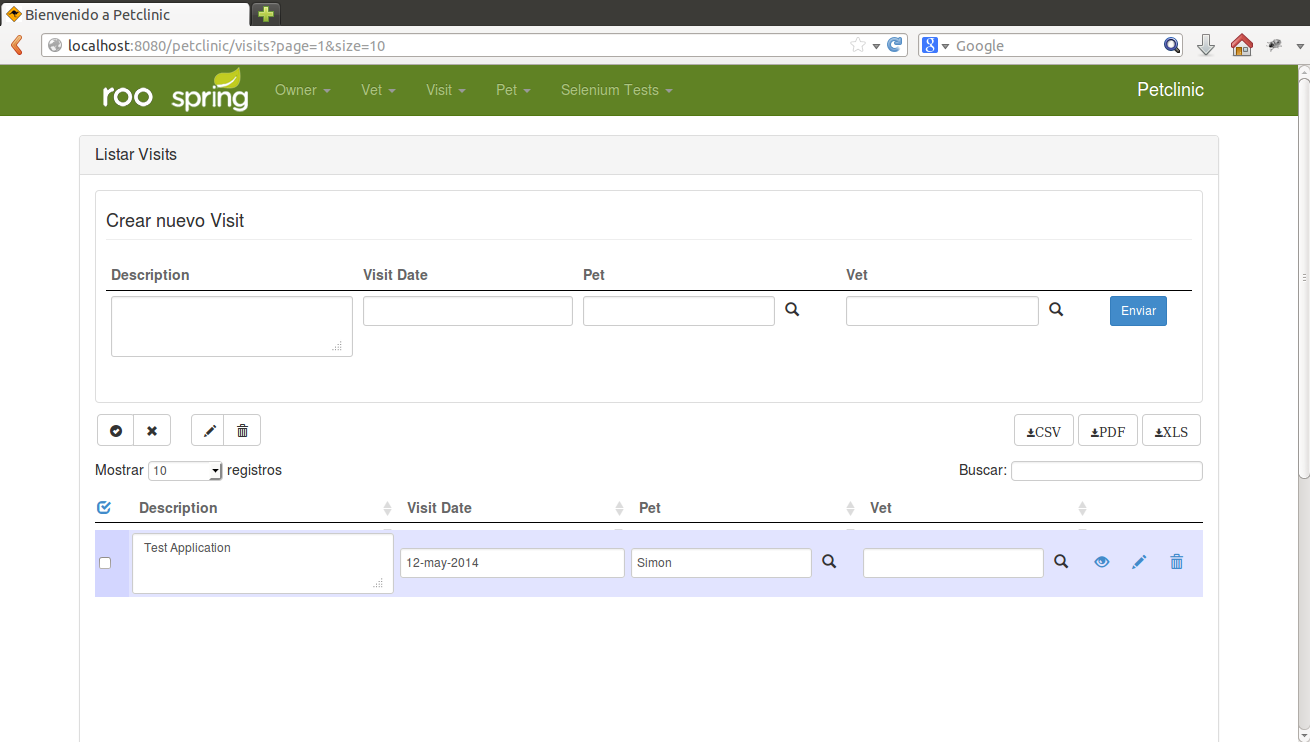 Bienvenido a Petclinic
localhost:8080/petclinic/visits?page=1&size=10
8 Google
roo spring Owner Vet Visit Pet Selenium Tests Petclinic
Listar Visits
Crear nuevo Visit
Description Visit Date Pet Vet
Enviar
CSV PDF XLS
Mostrar 10 registros Buscar:
Description Visit Date Pet Vet
Test Application
12-may-2014 Simon